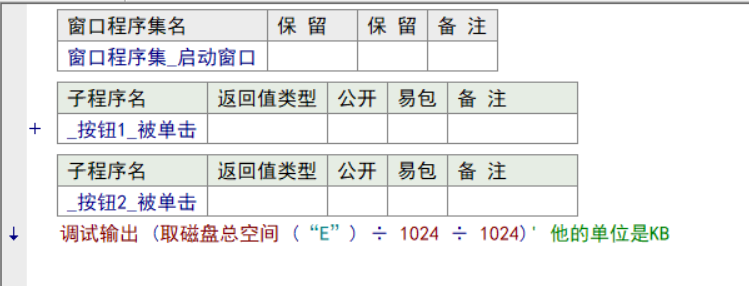 窗口程序集名 保 留 保 留 备 注
窗口程序集_启动窗口
子程序名 返回值类型 公开 易包 备 注
_按钮1_被单击
子程序名 返回值类型 公开 易包 备 注
_按钮2_被单击
调试输出 (取磁盘总空间 (“E”) ÷ 1024 ÷ 1024)' 他的单位是KB